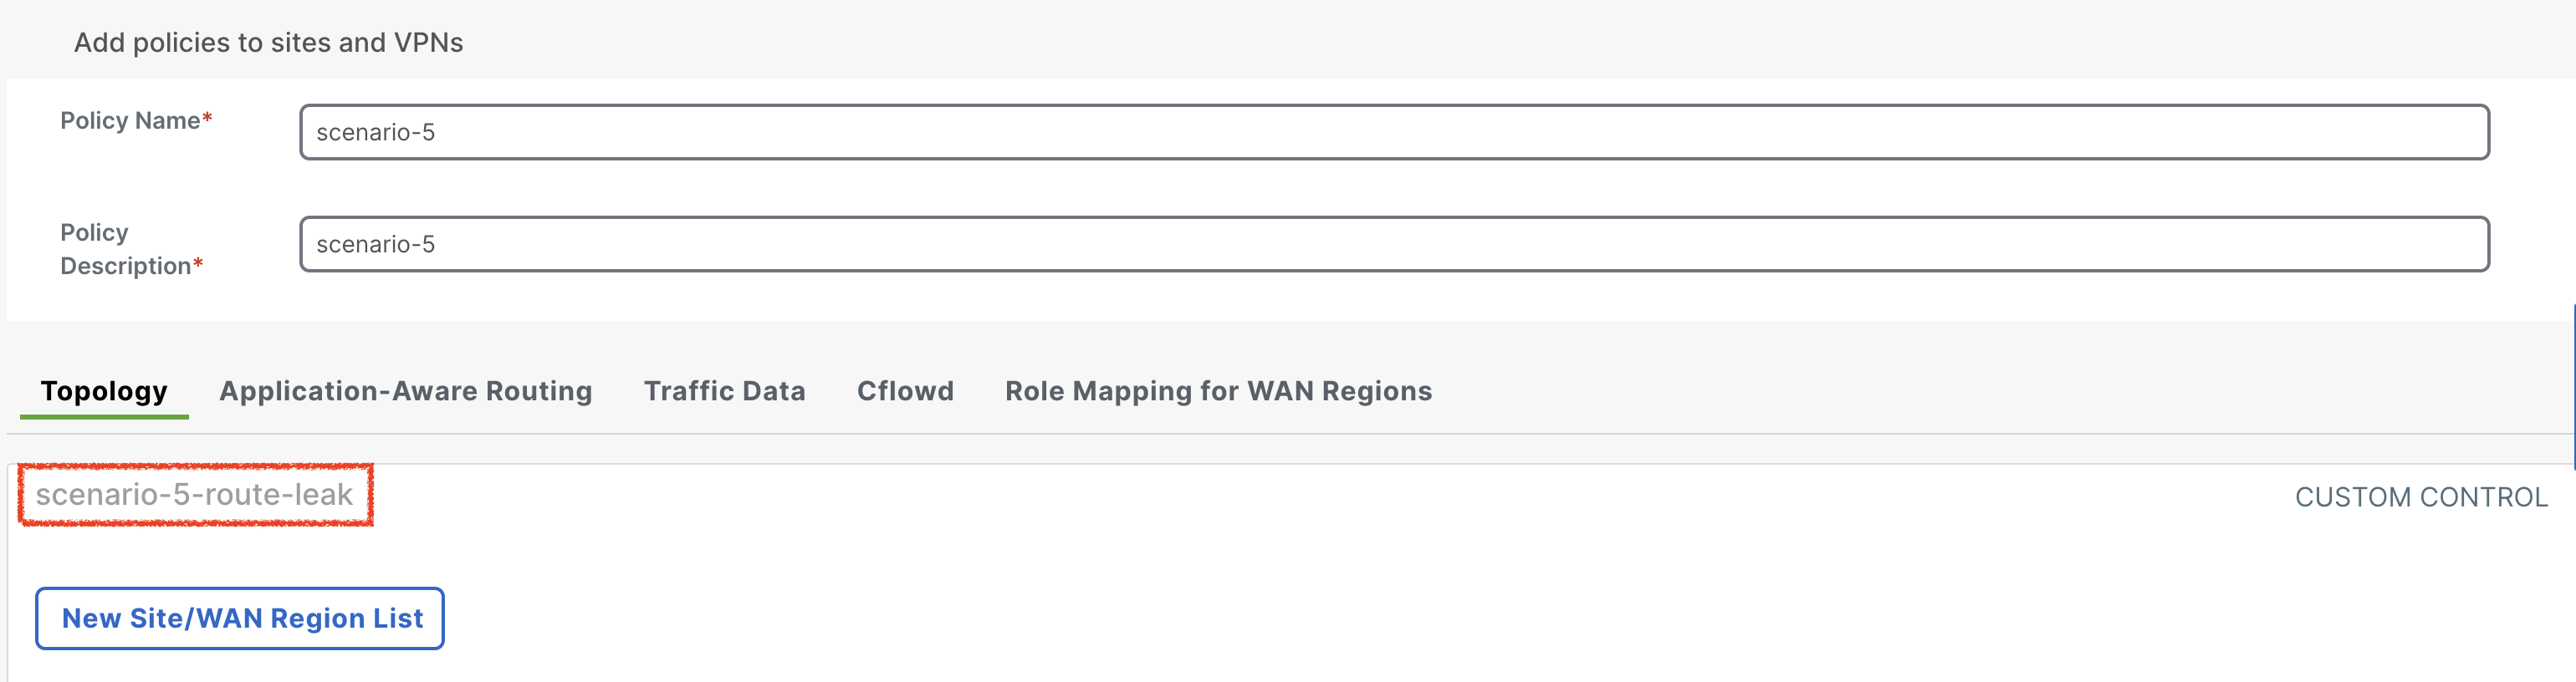 Add policies to sites and VPNs
Policy Name*
scenario-5
Policy
Description*
scenario-5
Topology Application-Aware Routing Traffic Data Cflowd Role Mapping for WAN Regions
scenario-5-route-leak
CUSTOM CONTROL
New Site/WAN Region List